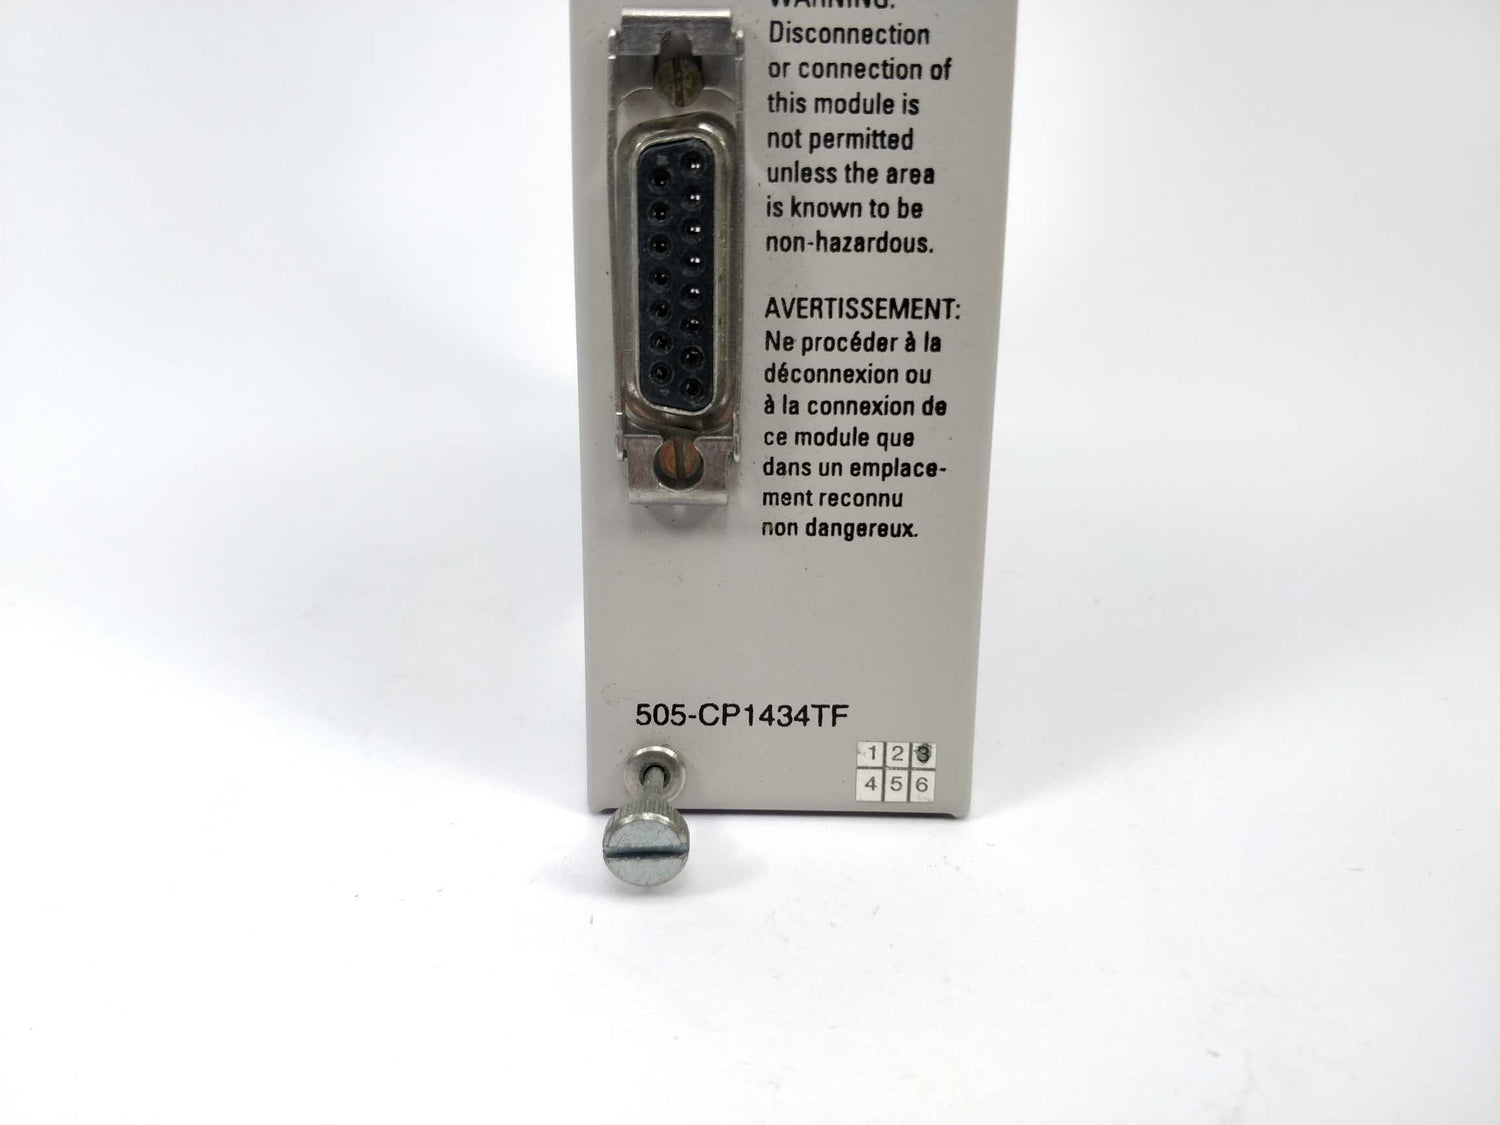 WARNING:
Disconnection
or connection of
this module is
not permitted
unless the area
is known to be
non-hazardous.
AVERTISSEMENT:
Ne procéder à la
déconnexion ou
à la connexion de
ce module que
dans un emplace-
ment reconnu
non dangereux.
505-CP1434TF
1 2 3
4 5 6